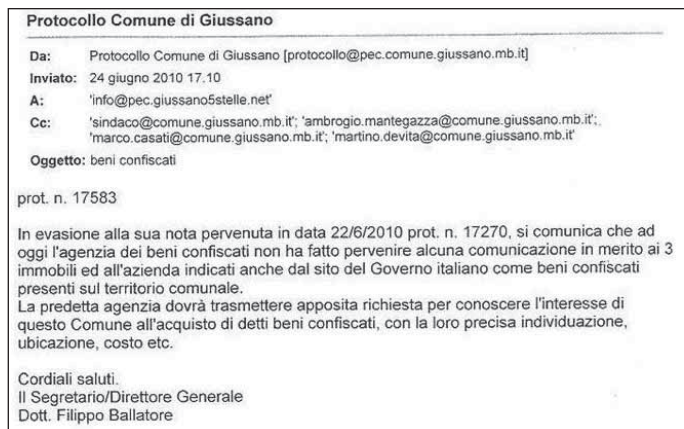 Protocollo Comune di Giussano
Da: Protocollo Comune di Giussano [protocollo@pec.comune.giussano.mb.it]
Inviato: 24 giugno 2010 17.10
A: 'info@pec.giussano5stelle.net'
Cc: 'sindaco@comune.giussano.mb.it'; 'ambrogio.mantegazza@comune.giussano.mb.it';
'marco.casati@comune.giussano.mb.it'; 'martino.devita@comune.giussano.mb.it'
Oggetto: beni confiscati
prot. n. 17583
In evasione alla sua nota pervenuta in data 22/6/2010 prot. n. 17270, si comunica che ad
oggi l'agenzia dei beni confiscati non ha fatto pervenire alcuna comunicazione in merito ai 3
immobili ed all'azienda indicati anche dal sito del Governo italiano come beni confiscati
presenti sul territorio comunale.
La predetta agenzia dovrà trasmettere apposita richiesta per conoscere l'interesse di
questo Comune all'acquisto di detti beni confiscati, con la loro precisa individuazione,
ubicazione, costo etc.
Cordiali saluti.
Il Segretario/Direttore Generale
Dott. Filippo Ballatore